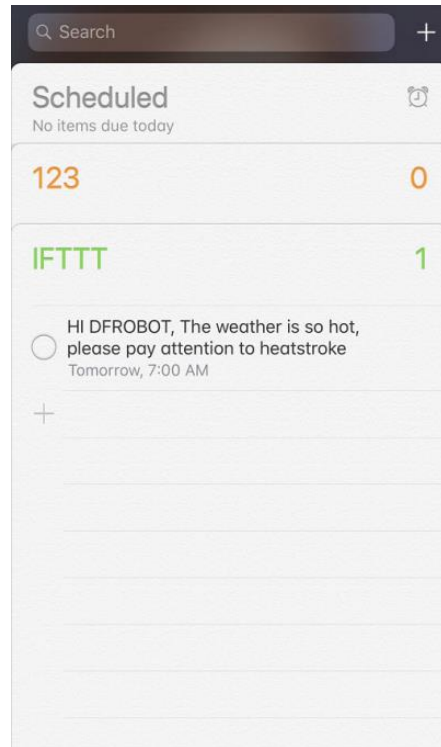 Search
Scheduled
No items due today
123 0
IFTTT 1
HI DFROBOT, The weather is so hot,
please pay attention to heatstroke
Tomorrow, 7:00 AM